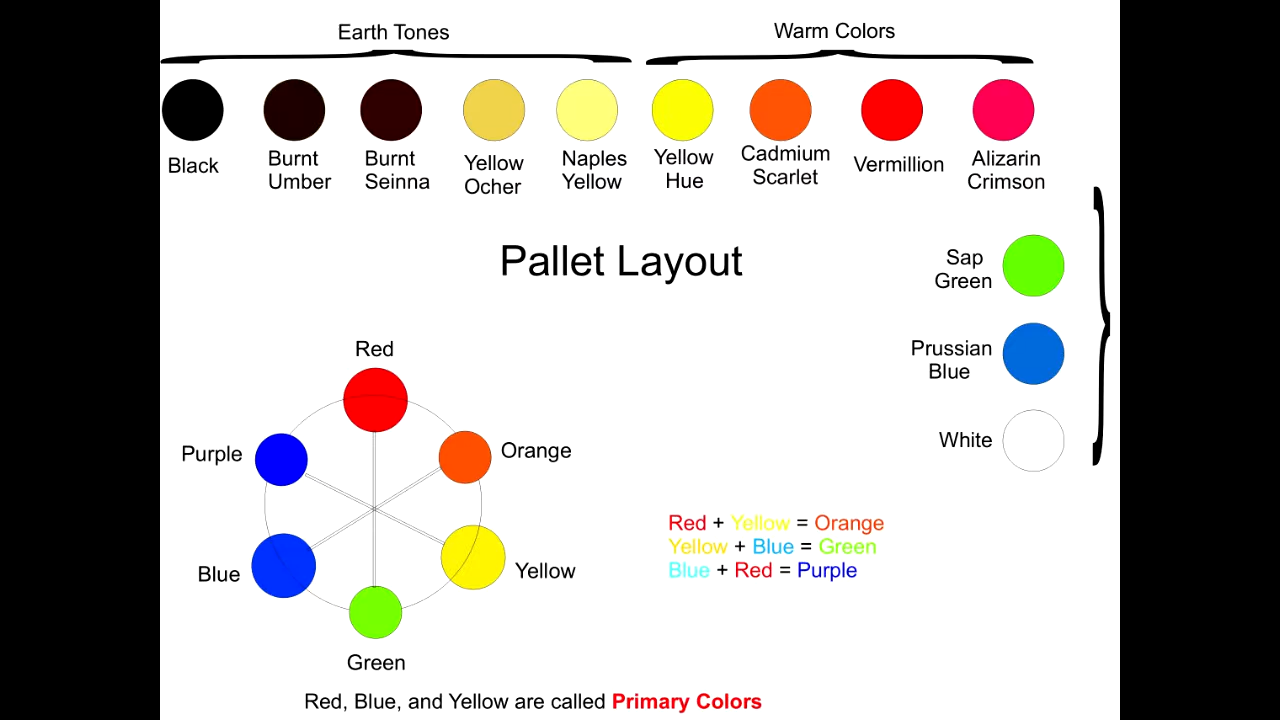 Earth Tones
Warm Colors
Black
Burnt
Umber
Burnt
Seinna
Yellow
Ocher
Naples
Yellow
Yellow
Hue
Cadmium
Scarlet
Vermillion
Alizarin
Crimson
Pallet Layout
Sap
Green
Prussian
Blue
White
Red
Purple
Orange
Blue
Yellow
Green
Red + Yellow = Orange
Yellow + Blue = Green
Blue + Red = Purple
Red, Blue, and Yellow are called Primary Colors